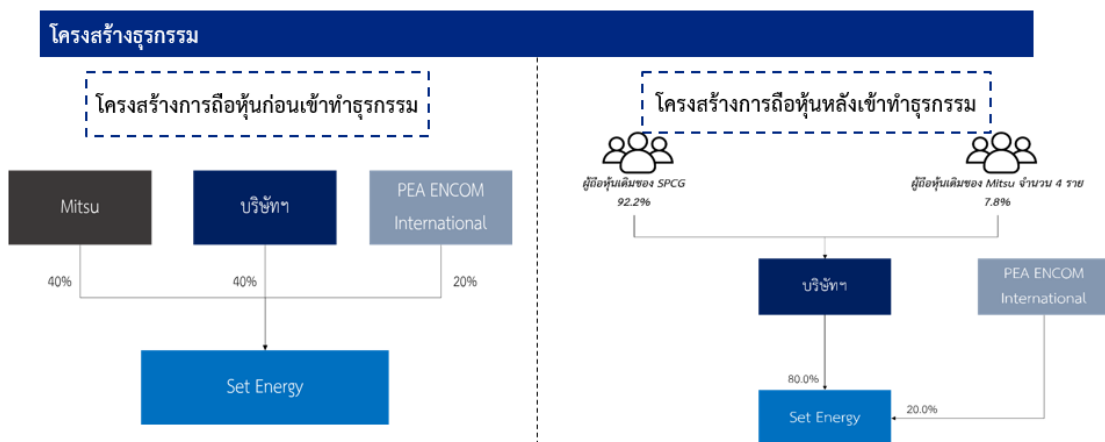 โครงสร้างธุรกรรม
โครงสร้างการถือหุ้นก่อนเข้าทำธุรกรรม
Mitsu
บริษัทฯ
PEA ENCOM
International
40%
40%
20%
Set Energy
โครงสร้างการถือหุ้นหลังเข้าทำธุรกรรม
ผู้ถือหุ้นเดิมของ SPCG
92.2%
ผู้ถือหุ้นเดิมของ Mitsu จำนวน 4 ราย
7.8%
บริษัทฯ
PEA ENCOM
International
80.0%
Set Energy
20.0%